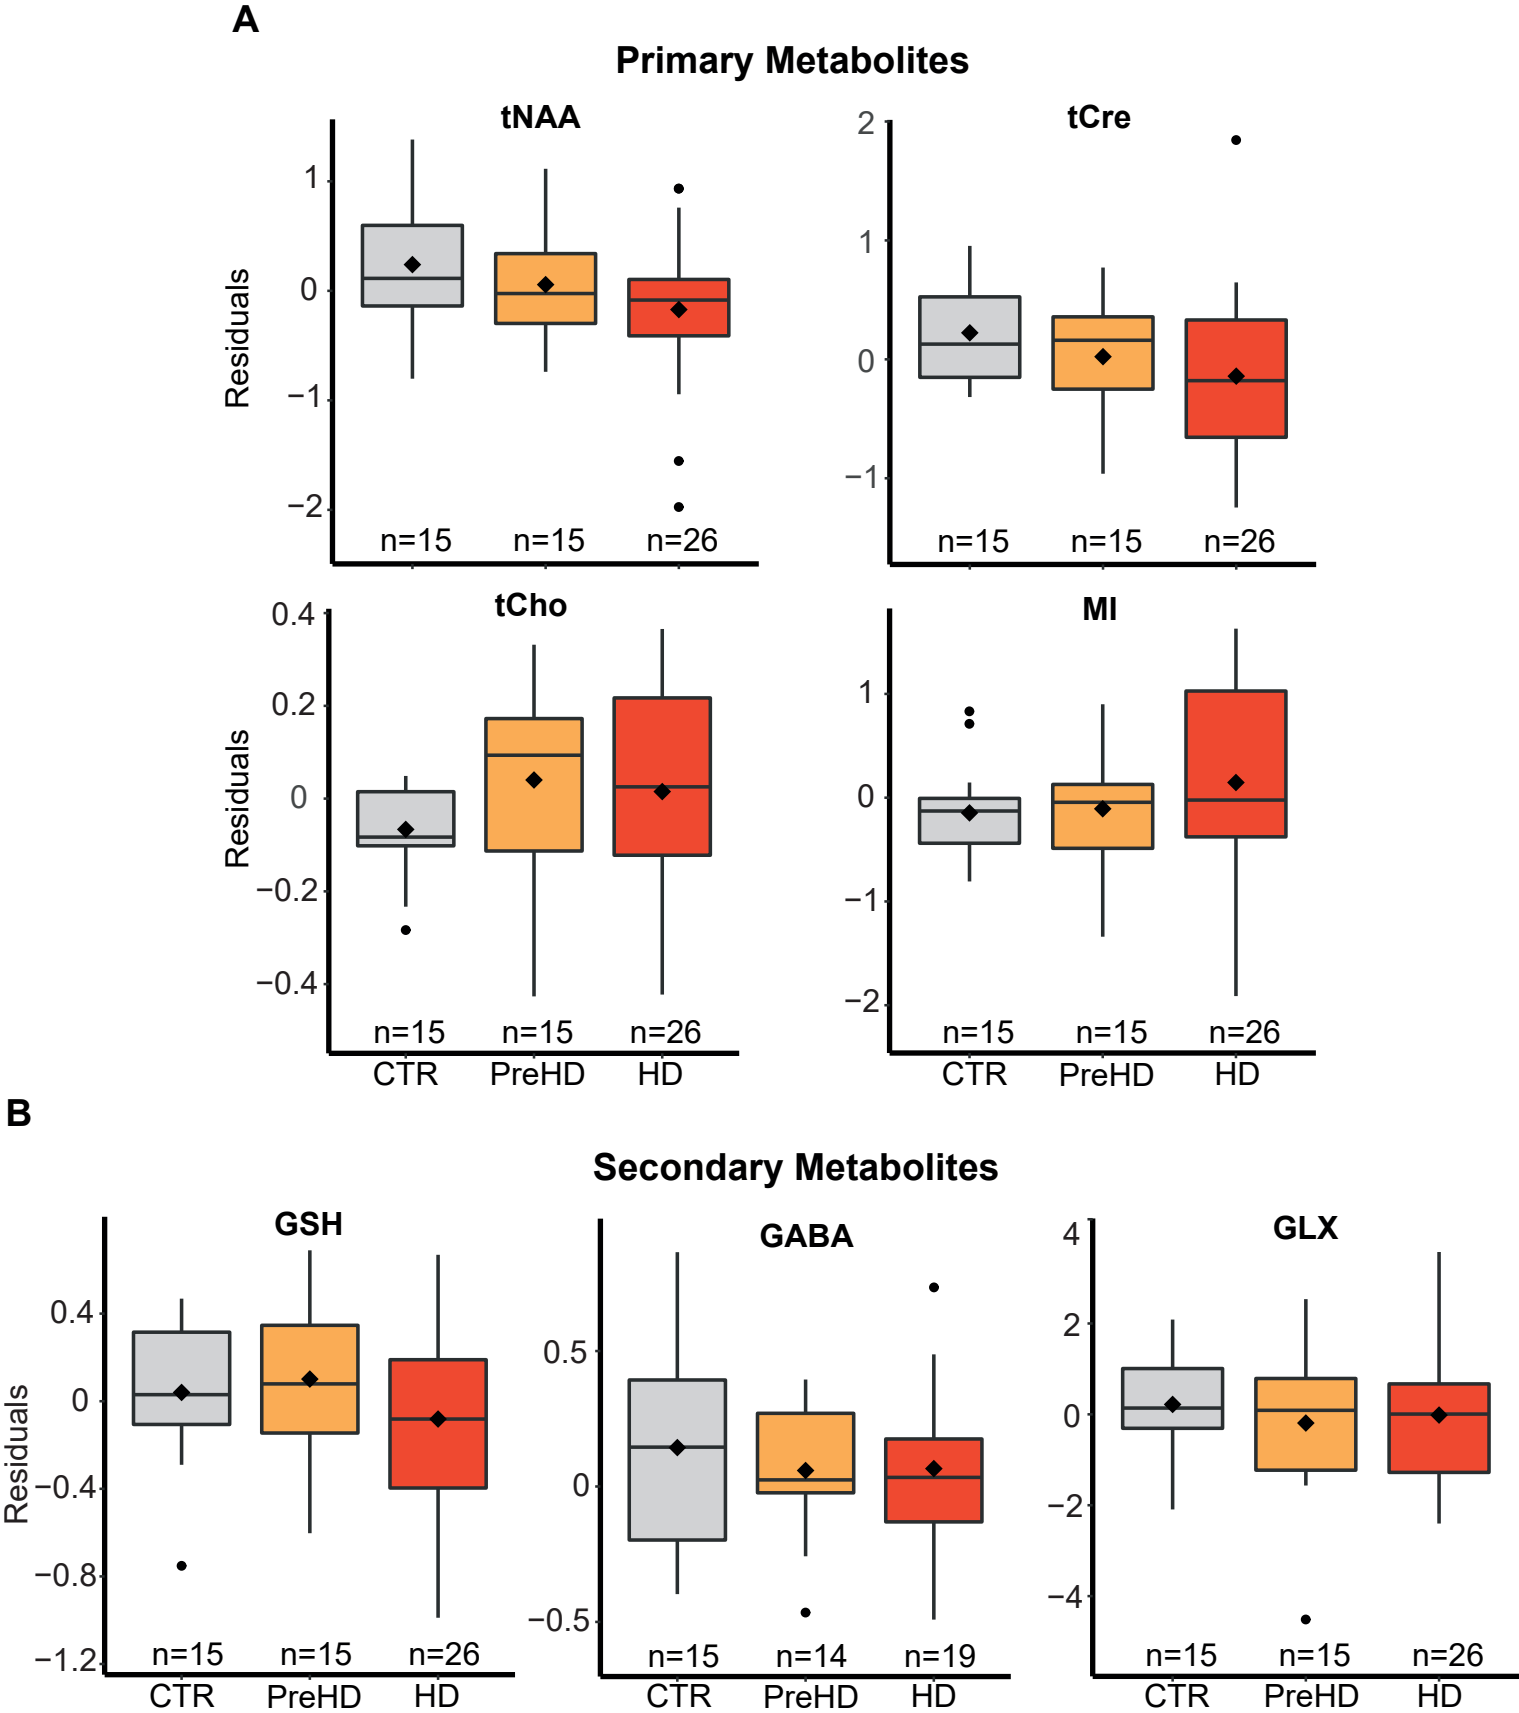 A
Primary Metabolites
tNAA
tCre
Residuals
1
0
−1
−2
n=15 n=15 n=26
2
1
0
−1
n=15 n=15 n=26
tCho
MI
Residuals
0.4
0.2
0
−0.2
−0.4
n=15 n=15 n=26
CTR PreHD HD
1
0
−1
−2
n=15 n=15 n=26
CTR PreHD HD
B
Secondary Metabolites
GSH
GABA
GLX
Residuals
0.4
0
−0.4
−0.8
−1.2
n=15 n=15 n=26
CTR PreHD HD
0.5
0
−0.5
n=15 n=14 n=19
CTR PreHD HD
4
2
0
−2
−4
n=15 n=15 n=26
CTR PreHD HD